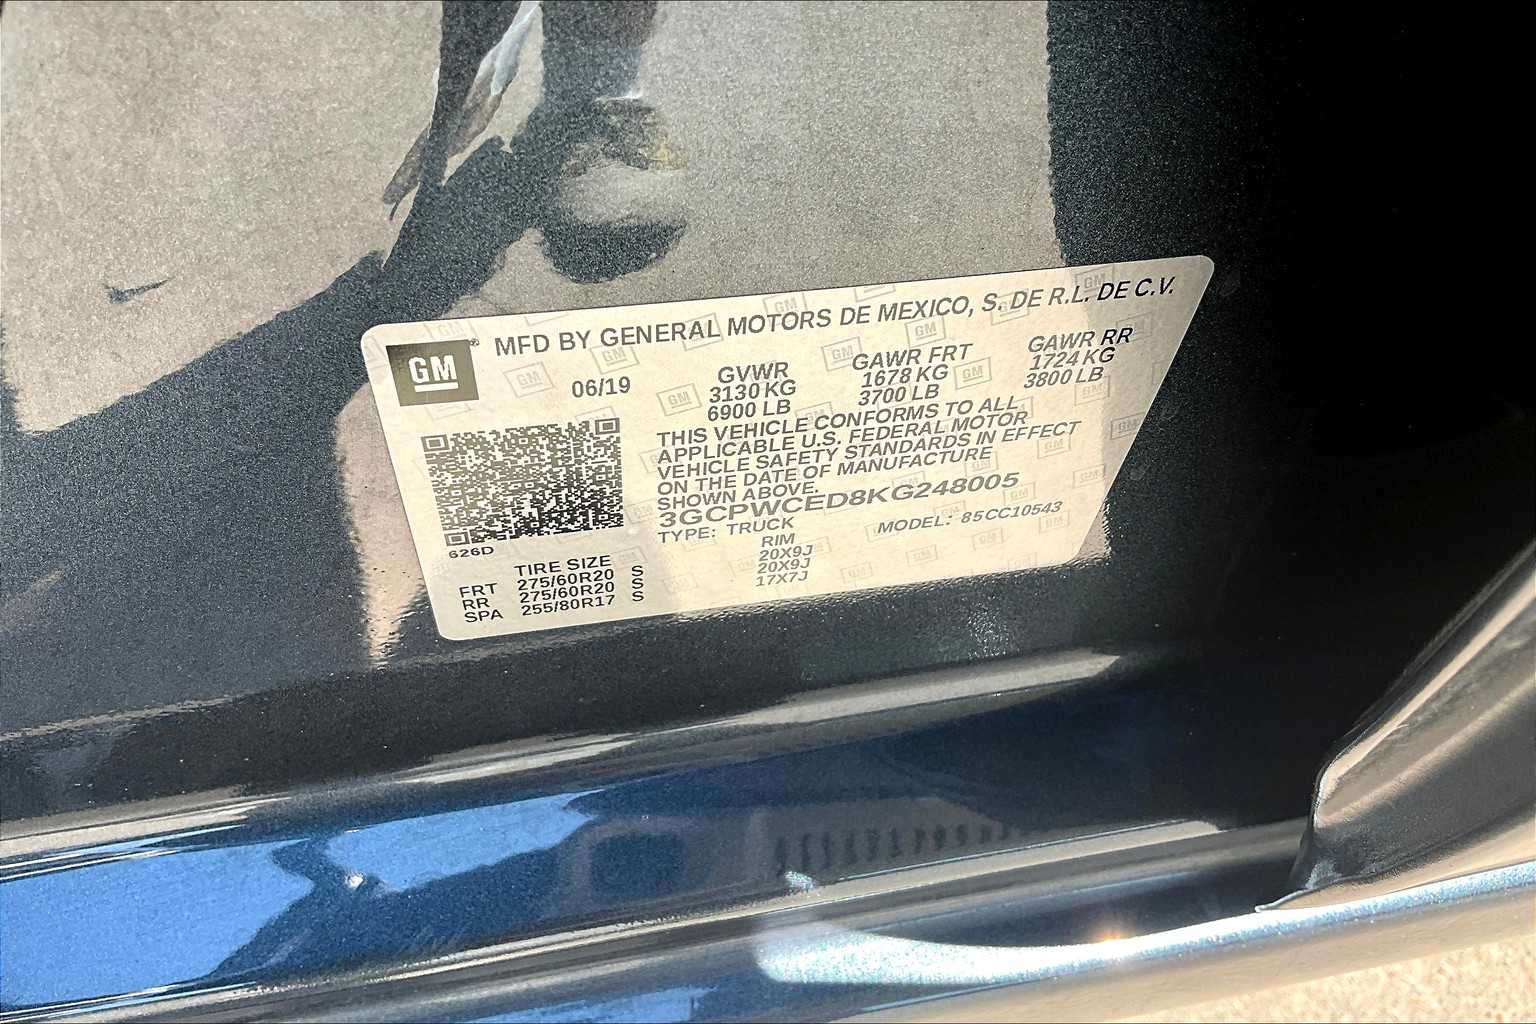 MFD BY GENERAL MOTORS DE MEXICO, S. DE R.L. DE C.V.
GM®
06/19
GVWR
3130 KG
6900 LB
GAWR FRT
1678 KG
3700 LB
GAWR RR
1724 KG
3800 LB
THIS VEHICLE CONFORMS TO ALL
APPLICABLE U.S. FEDERAL MOTOR
VEHICLE SAFETY STANDARDS IN EFFECT
ON THE DATE OF MANUFACTURE
SHOWN ABOVE.
3GCPWCED8KG248005
TYPE: TRUCK
MODEL: 85CC10543
626D
TIRE SIZE RIM
FRT 275/60R20 S 20X9J
RR 275/60R20 S 20X9J
SPA 255/80R17 S 17X7J